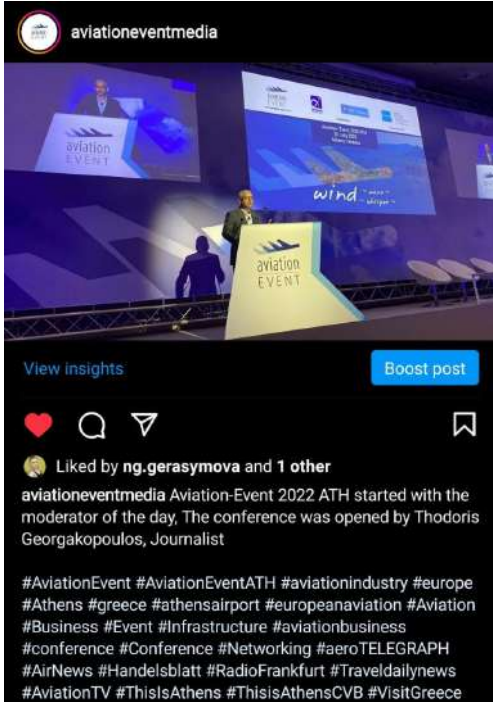 aviationeventmedia
aviation
EVENT
wind
aviation
EVENT
View insights
Boost post
Liked by ng.gerasymova and 1 other
aviationeventmedia Aviation-Event 2022 ATH started with the
moderator of the day, The conference was opened by Thodoris
Georgakopoulos, Journalist
#AviationEvent #AviationEventATH #aviationindustry #europe
#Athens #greece #athensairport #europeanaviation #Aviation
#Business #Event #Infrastructure #aviationbusiness
#conference #Conference #Networking #aeroTELEGRAPH
#AirNews #Handelsblatt #RadioFrankfurt #Traveldailynews
#AviationTV #ThisIsAthens #ThisisAthensCVB #VisitGreece